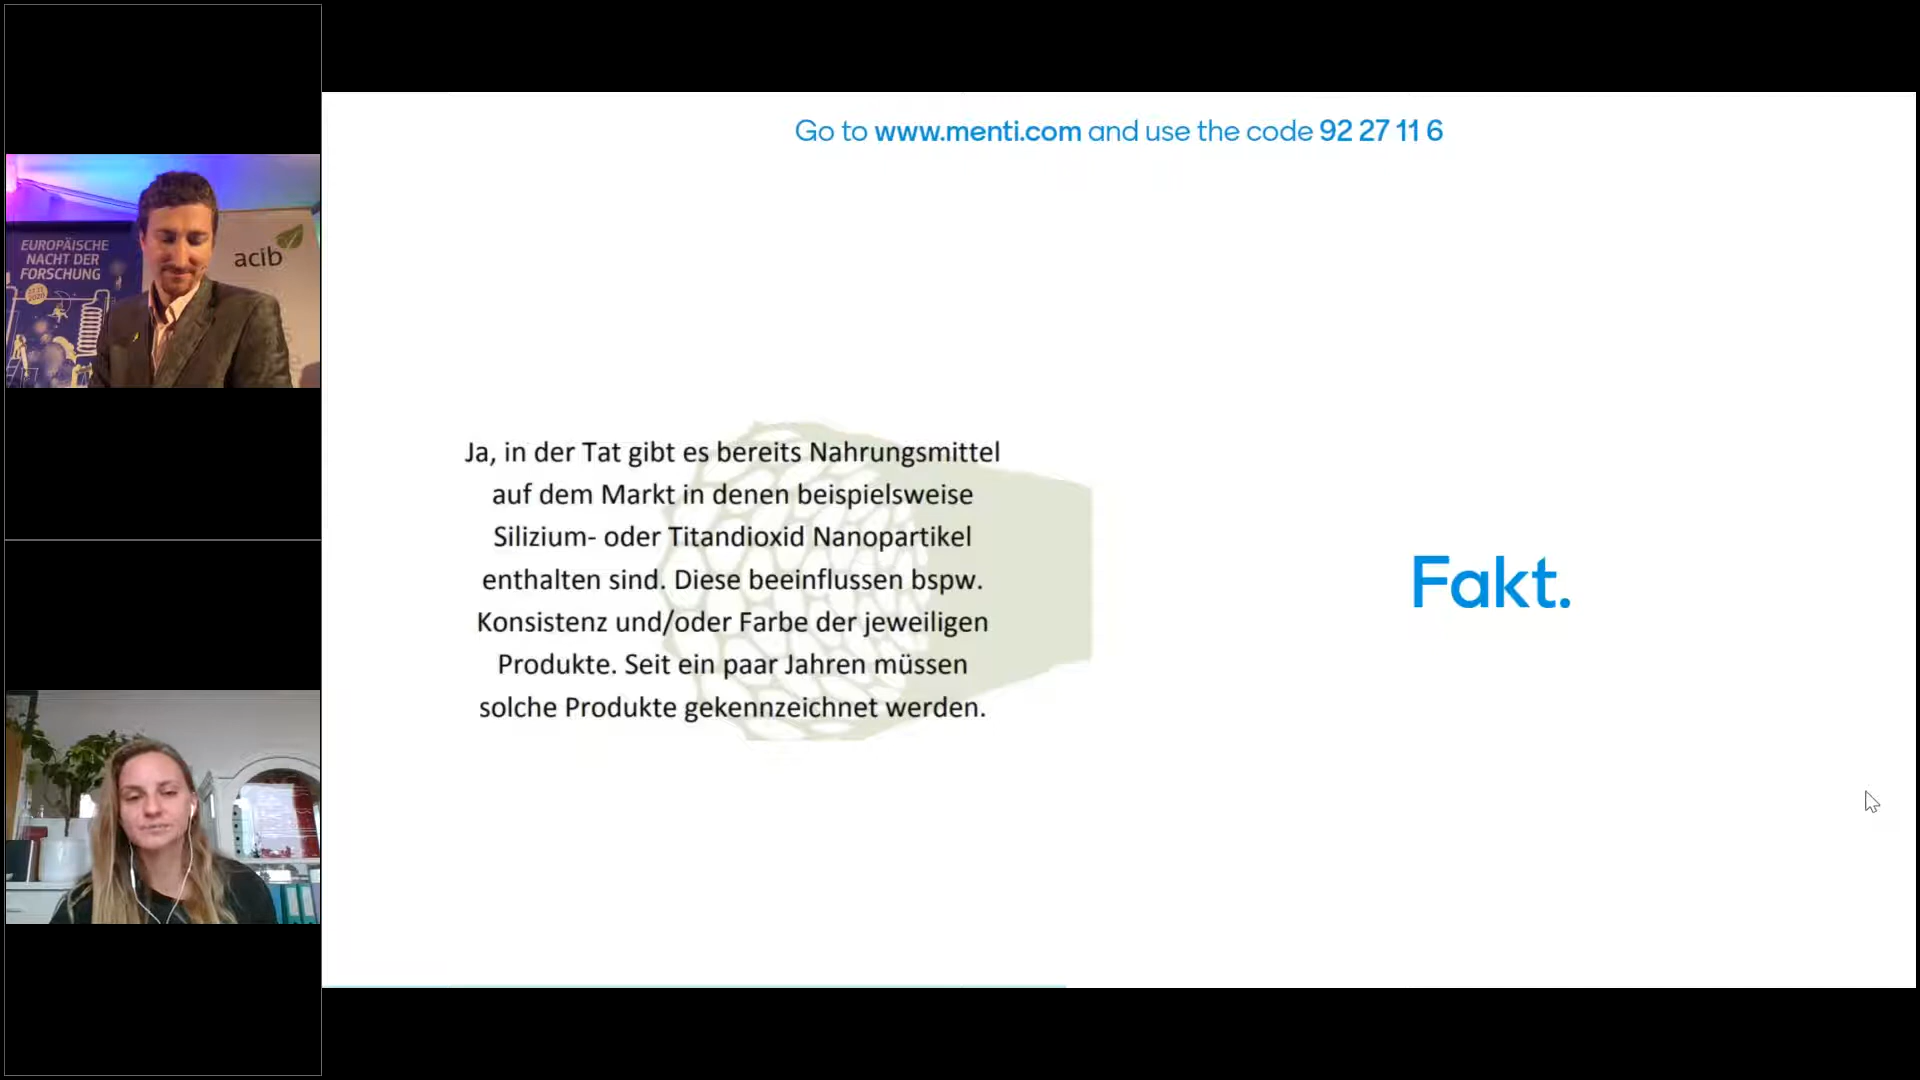 Go to www.menti.com and use the code 92 27 11 6
EUROPÄISCHE
NACHT DER
FORSCHUNG
acib
Ja, in der Tat gibt es bereits Nahrungsmittel
auf dem Markt in denen beispielsweise
Silizium- oder Titandioxid Nanopartikel
enthalten sind. Diese beeinflussen bspw.
Konsistenz und/oder Farbe der jeweiligen
Produkte. Seit ein paar Jahren müssen
solche Produkte gekennzeichnet werden.
Fakt.